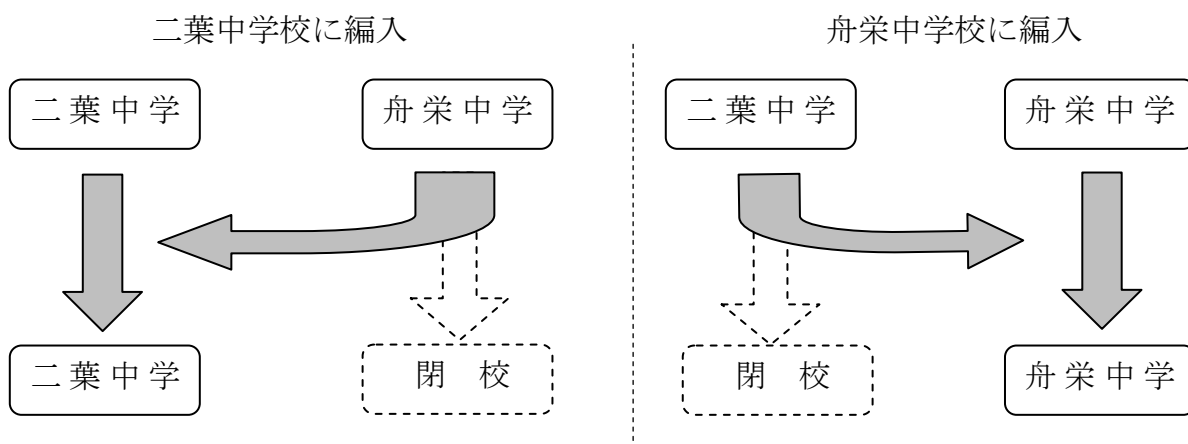 二葉中学校に編入
二葉中学
舟栄中学
二葉中学
閉 校
舟栄中学校に編入
二葉中学
舟栄中学
閉 校
舟栄中学